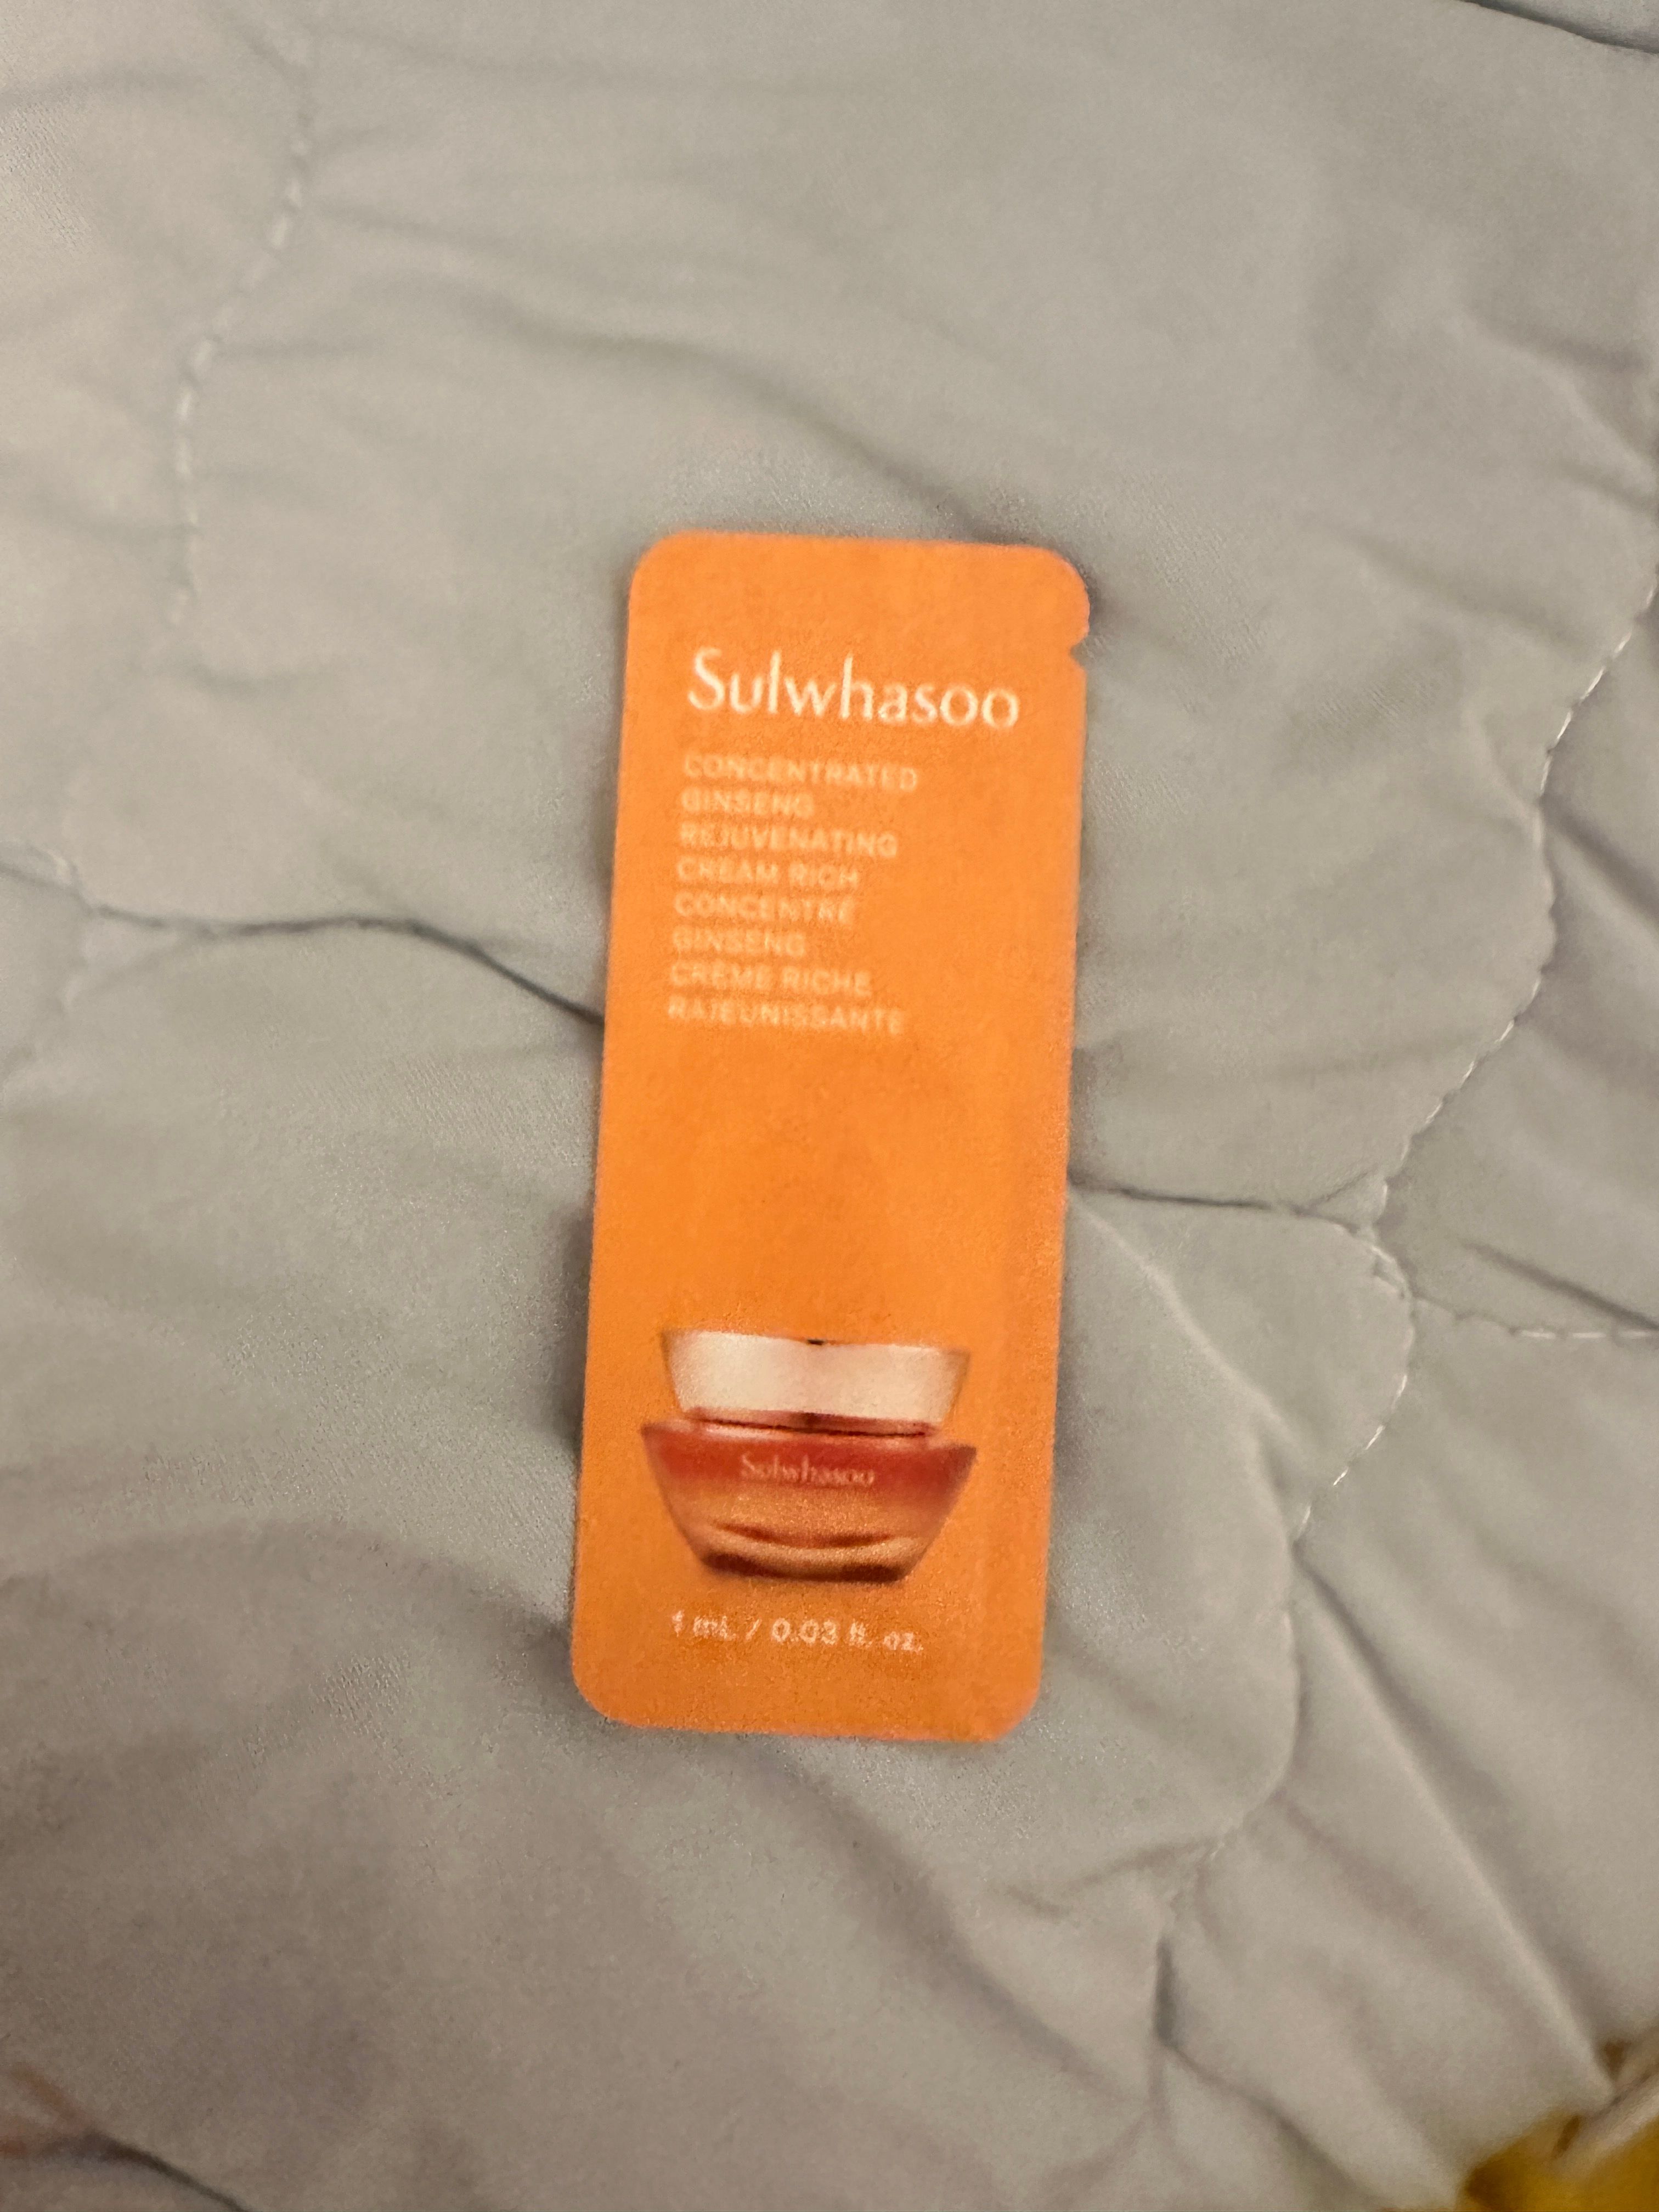 Sulwhasoo
CONCENTRATED
GINSENG
REJUVENATING
CREAM RICH
CONCENTRÉ
GINSENG
CRÈME RICHE
RAJEUNISSANTE
Sulwhasoo
1 mL / 0.03 fl. oz.